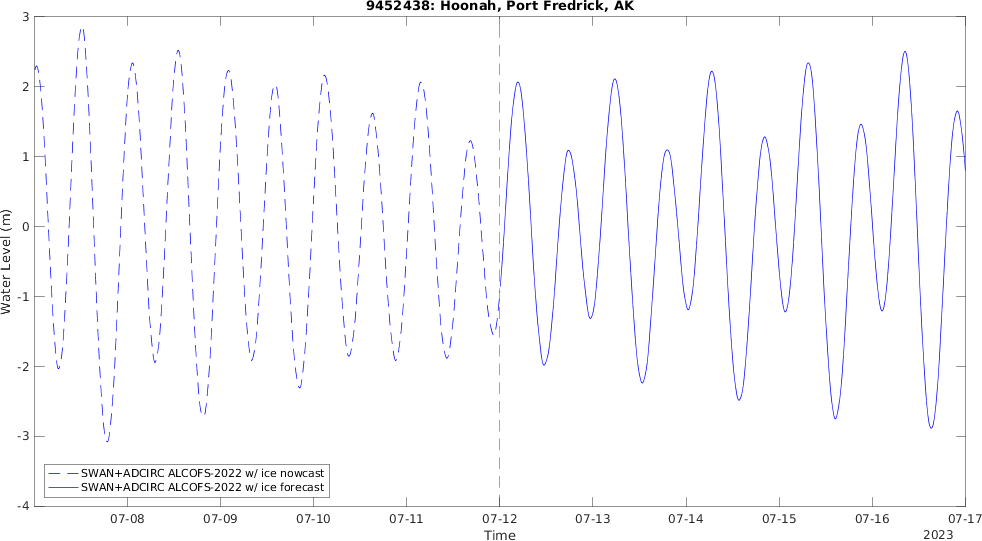 9452438: Hoonah, Port Fredrick, AK
3
2
1
0
-1
-2
-3
-4
Water Level (m)
SWAN+ADCIRC ALCOFS-2022 w/ ice nowcast
SWAN+ADCIRC ALCOFS-2022 w/ ice forecast
07-08 07-09 07-10 07-11 07-12 07-13 07-14 07-15 07-16 07-17
Time
2023